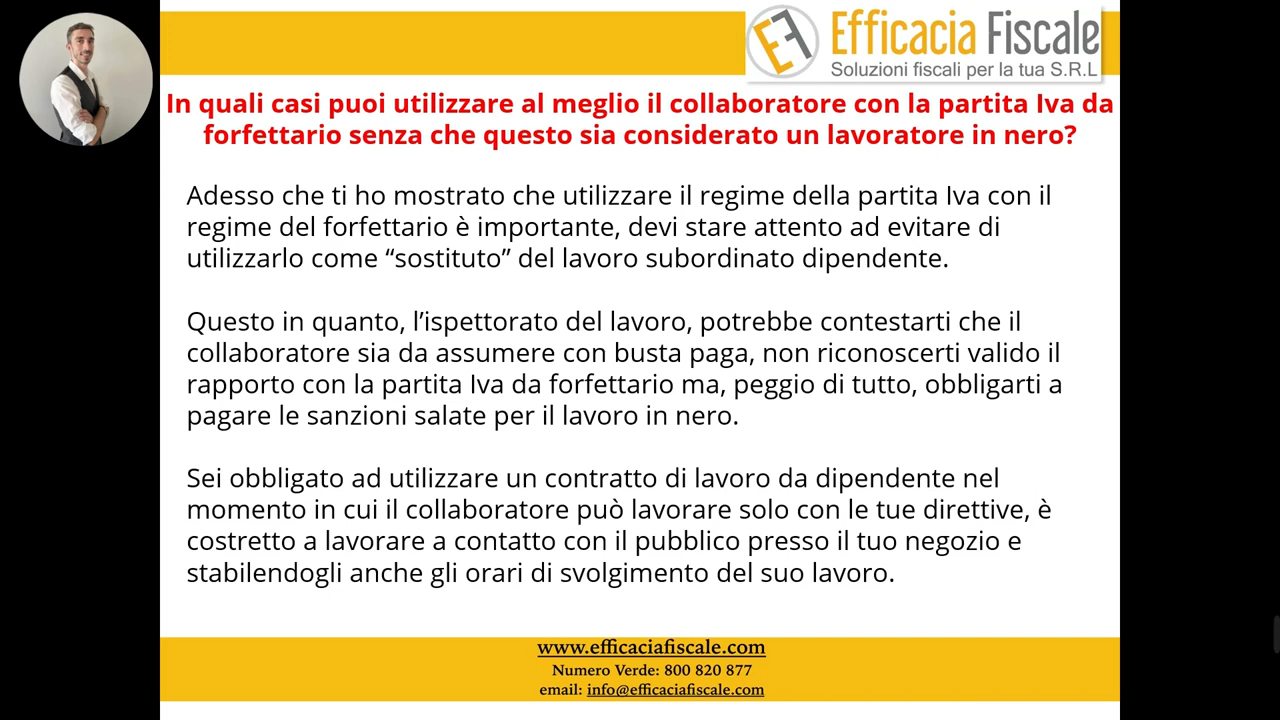 EF Efficacia Fiscale
Soluzioni fiscali per la tua S.R.L
In quali casi puoi utilizzare al meglio il collaboratore con la partita Iva da
forfettario senza che questo sia considerato un lavoratore in nero?
Adesso che ti ho mostrato che utilizzare il regime della partita Iva con il
regime del forfettario è importante, devi stare attento ad evitare di
utilizzarlo come “sostituto” del lavoro subordinato dipendente.
Questo in quanto, l’ispettorato del lavoro, potrebbe contestarti che il
collaboratore sia da assumere con busta paga, non riconoscerti valido il
rapporto con la partita Iva da forfettario ma, peggio di tutto, obbligarti a
pagare le sanzioni salate per il lavoro in nero.
Sei obbligato ad utilizzare un contratto di lavoro da dipendente nel
momento in cui il collaboratore può lavorare solo con le tue direttive, è
costretto a lavorare a contatto con il pubblico presso il tuo negozio e
stabilendogli anche gli orari di svolgimento del suo lavoro.
www.efficaciafiscale.com
Numero Verde: 800 820 877
email: info@efficaciafiscale.com